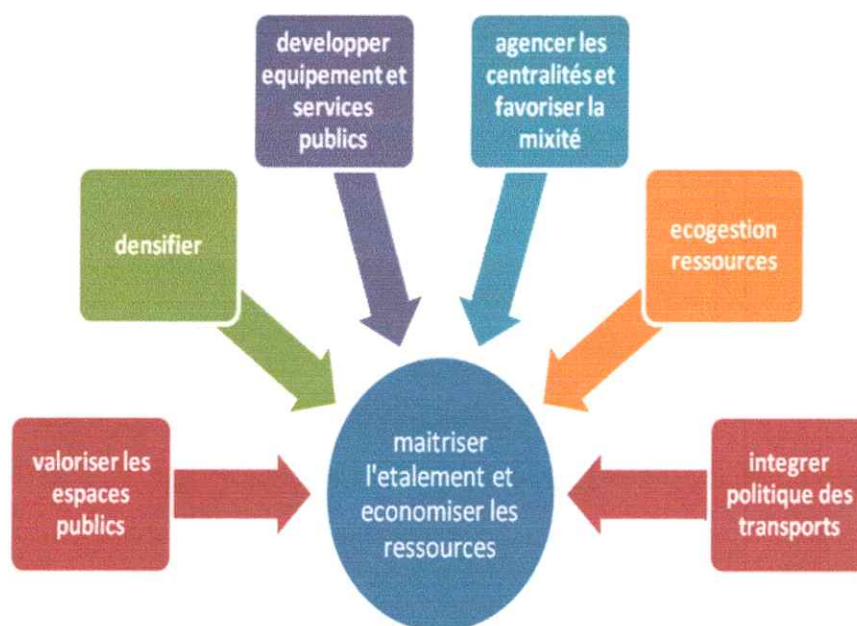 developper
equipement et
services
publics
agencer les
centralités et
favoriser la
mixité
densifier
ecogestion
ressources
valoriser les
espaces
publics
maitriser
l'etalement et
economiser les
ressources
integrer
politique des
transports